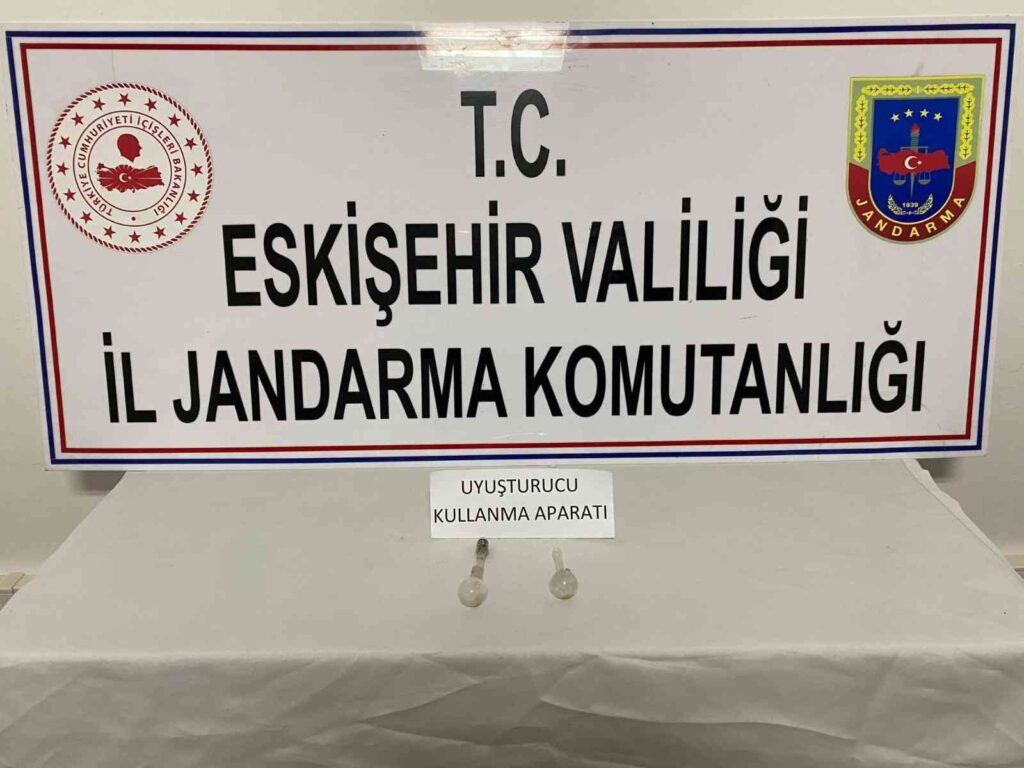 TÜRKİYE CUMHURİYETİ İÇİŞLERİ BAKANLIĞI
T.C.
ESKİŞEHİR VALİLİĞİ
İL JANDARMA KOMUTANLIĞI
1839
JANDARMA
UYUŞTURUCU
KULLANMA APARATI